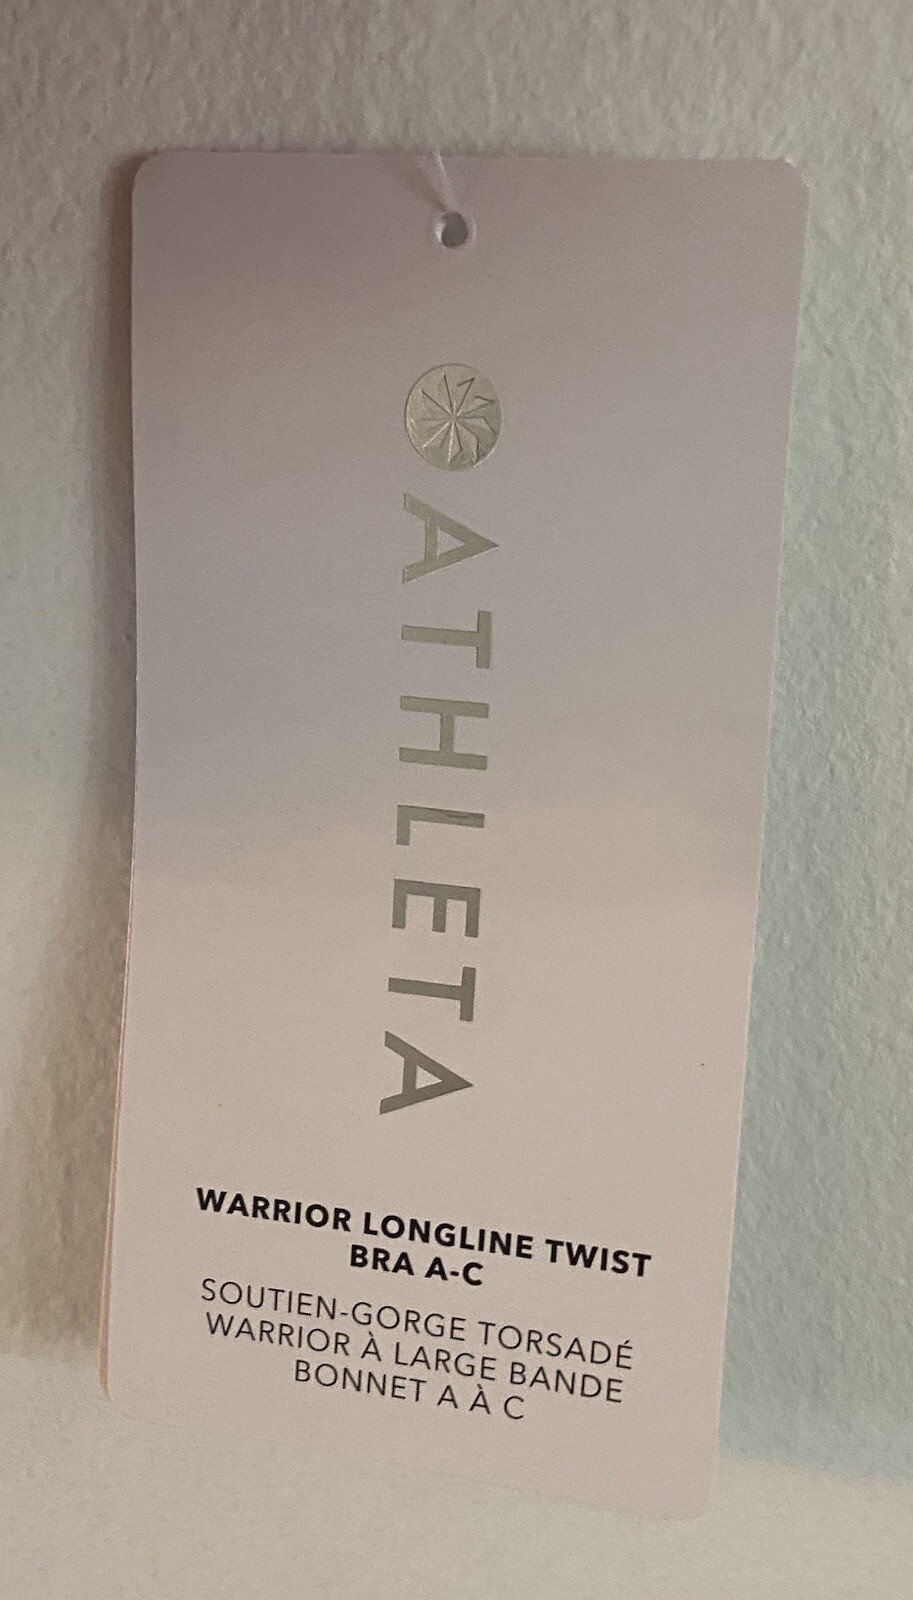 ATHLETA
WARRIOR LONGLINE TWIST
BRA A-C
SOUTIEN-GORGE TORSADÉ
WARRIOR À LARGE BANDE
BONNET A À C